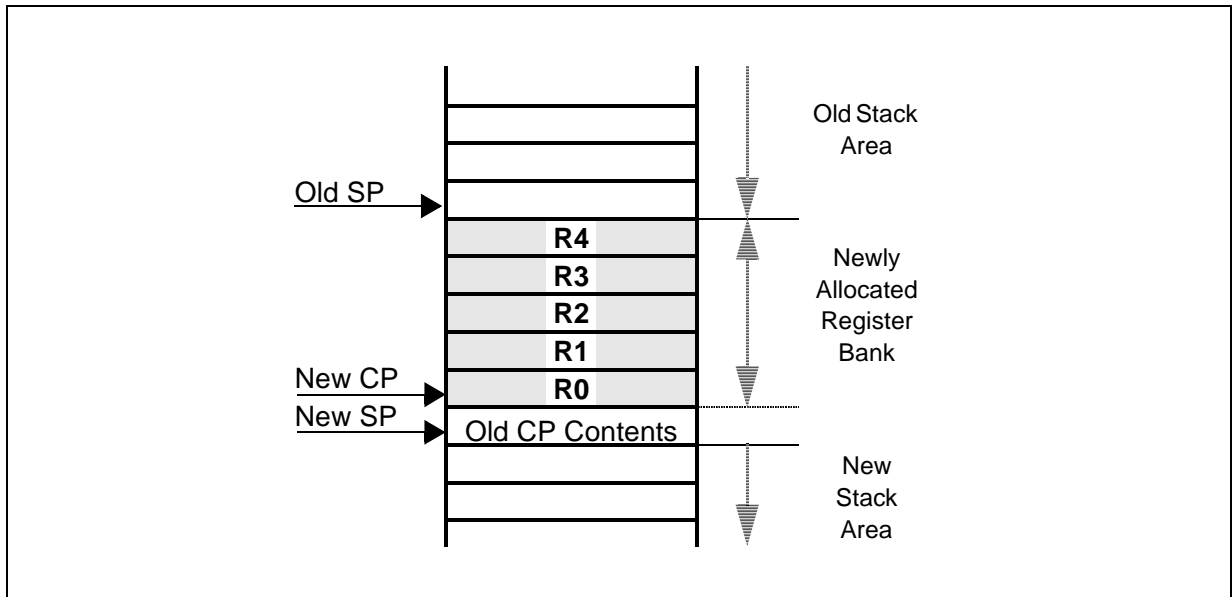 Old Stack
Area
Old SP
R4
R3
R2
R1
R0
Newly
Allocated
Register
Bank
New CP
New SP
Old CP Contents
New
Stack
Area